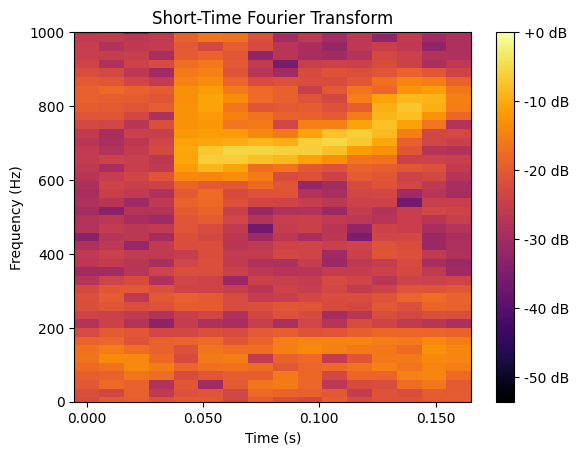 Short-Time Fourier Transform
1000
800
600
400
200
0
Frequency (Hz)
0.000
0.050
0.100
0.150
Time (s)
+0 dB
-10 dB
-20 dB
-30 dB
-40 dB
-50 dB